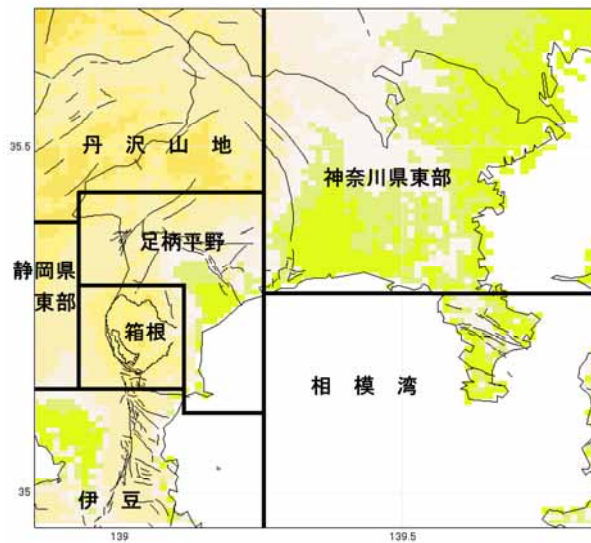 35.5
丹 沢 山 地
神奈川県東部
足柄平野
静岡県
東部
箱根
相 模 湾
35
伊 豆
139
139.5